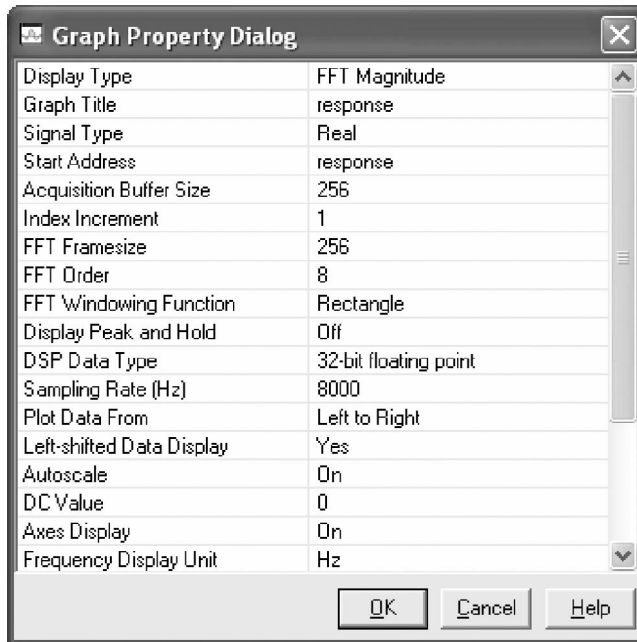 Graph Property Dialog
Display Type FFT Magnitude
Graph Title response
Signal Type Real
Start Address response
Acquisition Buffer Size 256
Index Increment 1
FFT Framesize 256
FFT Order 8
FFT Windowing Function Rectangle
Display Peak and Hold Off
DSP Data Type 32-bit floating point
Sampling Rate (Hz) 8000
Plot Data From Left to Right
Left-shifted Data Display Yes
Autoscale On
DC Value 0
Axes Display On
Frequency Display Unit Hz
OK Cancel Help